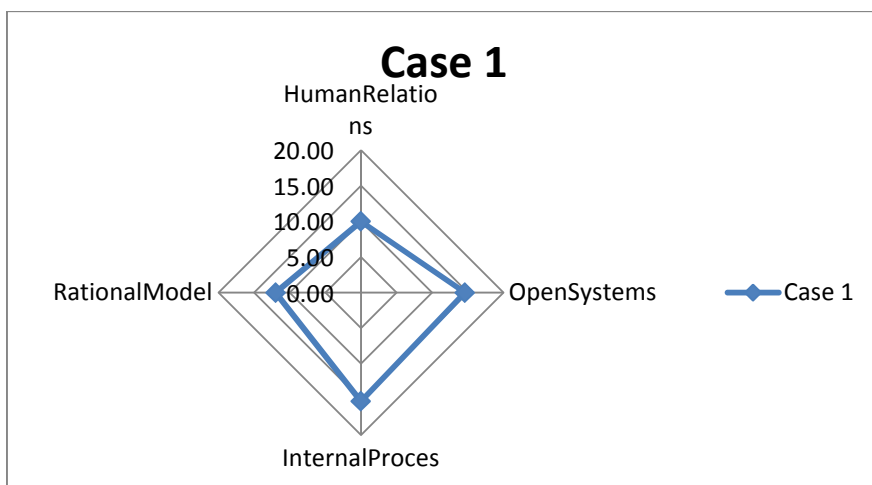 Case 1
HumanRelatio
ns
20.00
15.00
10.00
5.00
0.00
RationalModel
OpenSystems
Case 1
InternalProces